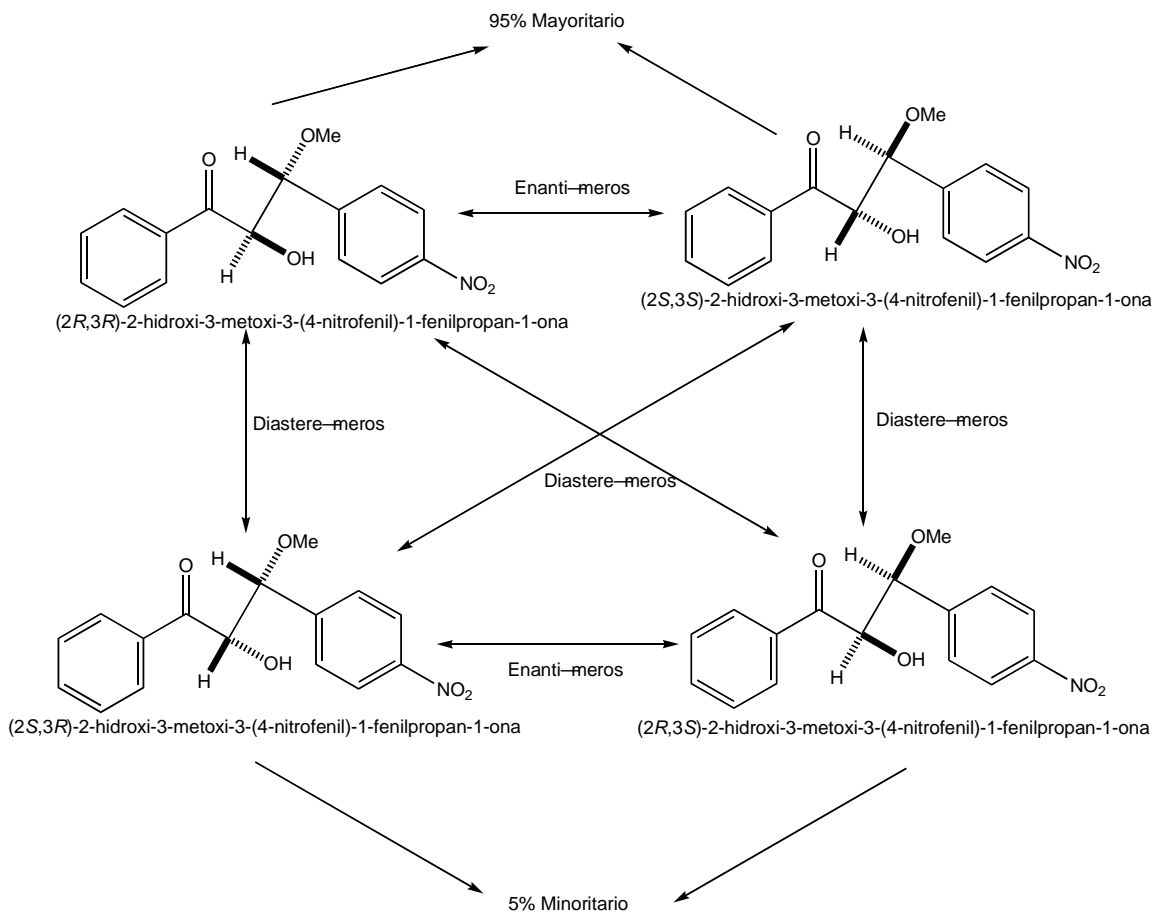 95% Mayoritario
O
H
OMe
H
OH
NO2
(2R,3R)-2-hidroxi-3-metoxi-3-(4-nitrofenil)-1-fenilpropan-1-ona
Enanti–meros
O
H
OMe
H
OH
NO2
(2S,3S)-2-hidroxi-3-metoxi-3-(4-nitrofenil)-1-fenilpropan-1-ona
Diastere–meros
Diastere–meros
Diastere–meros
O
H
OMe
H
OH
NO2
(2S,3R)-2-hidroxi-3-metoxi-3-(4-nitrofenil)-1-fenilpropan-1-ona
Enanti–meros
O
H
OMe
H
OH
NO2
(2R,3S)-2-hidroxi-3-metoxi-3-(4-nitrofenil)-1-fenilpropan-1-ona
5% Minoritario